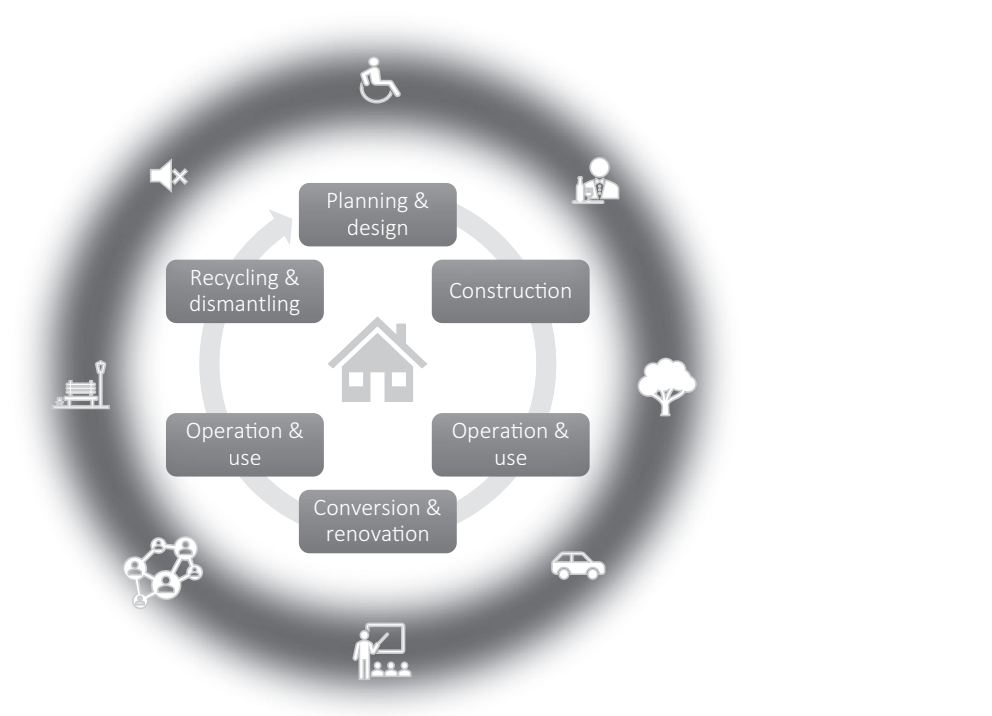 Planning &
design
Construction
Operation &
use
Conversion &
renovation
Operation &
use
Recycling &
dismantling